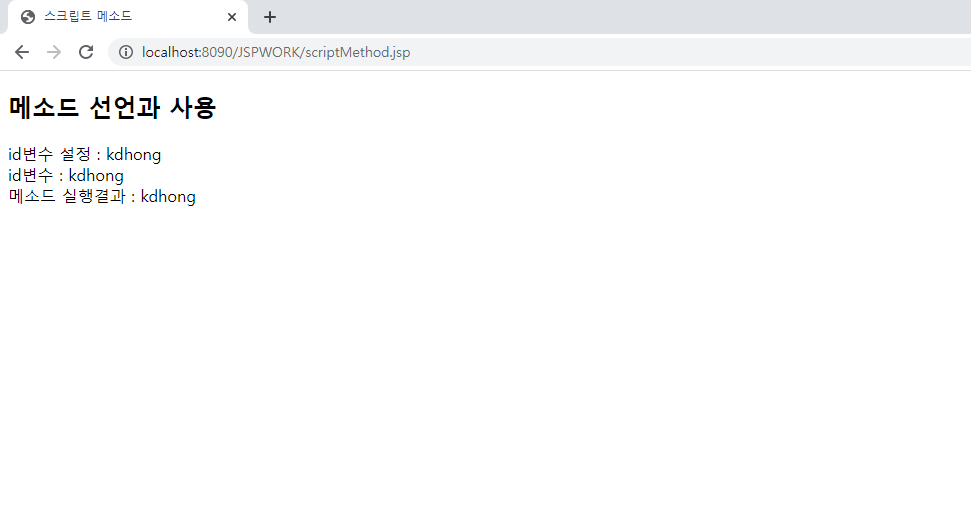 스크립트 메소드
localhost:8090/JSPWORK/scriptMethod.jsp
메소드 선언과 사용
id변수 설정 : kdhong
id변수 : kdhong
메소드 실행결과 : kdhong